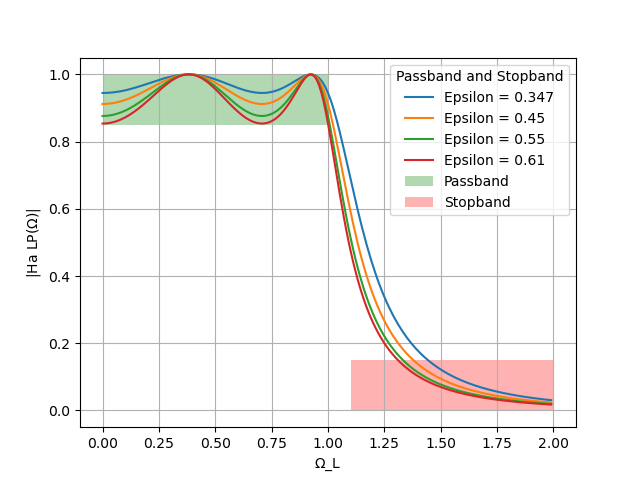 Passband and Stopband
Epsilon = 0.347
Epsilon = 0.45
Epsilon = 0.55
Epsilon = 0.61
Passband
Stopband
|Ha LP(Ω)|
1.0
0.8
0.6
0.4
0.2
0.0
0.00 0.25 0.50 0.75 1.00 1.25 1.50 1.75 2.00
Ω_L